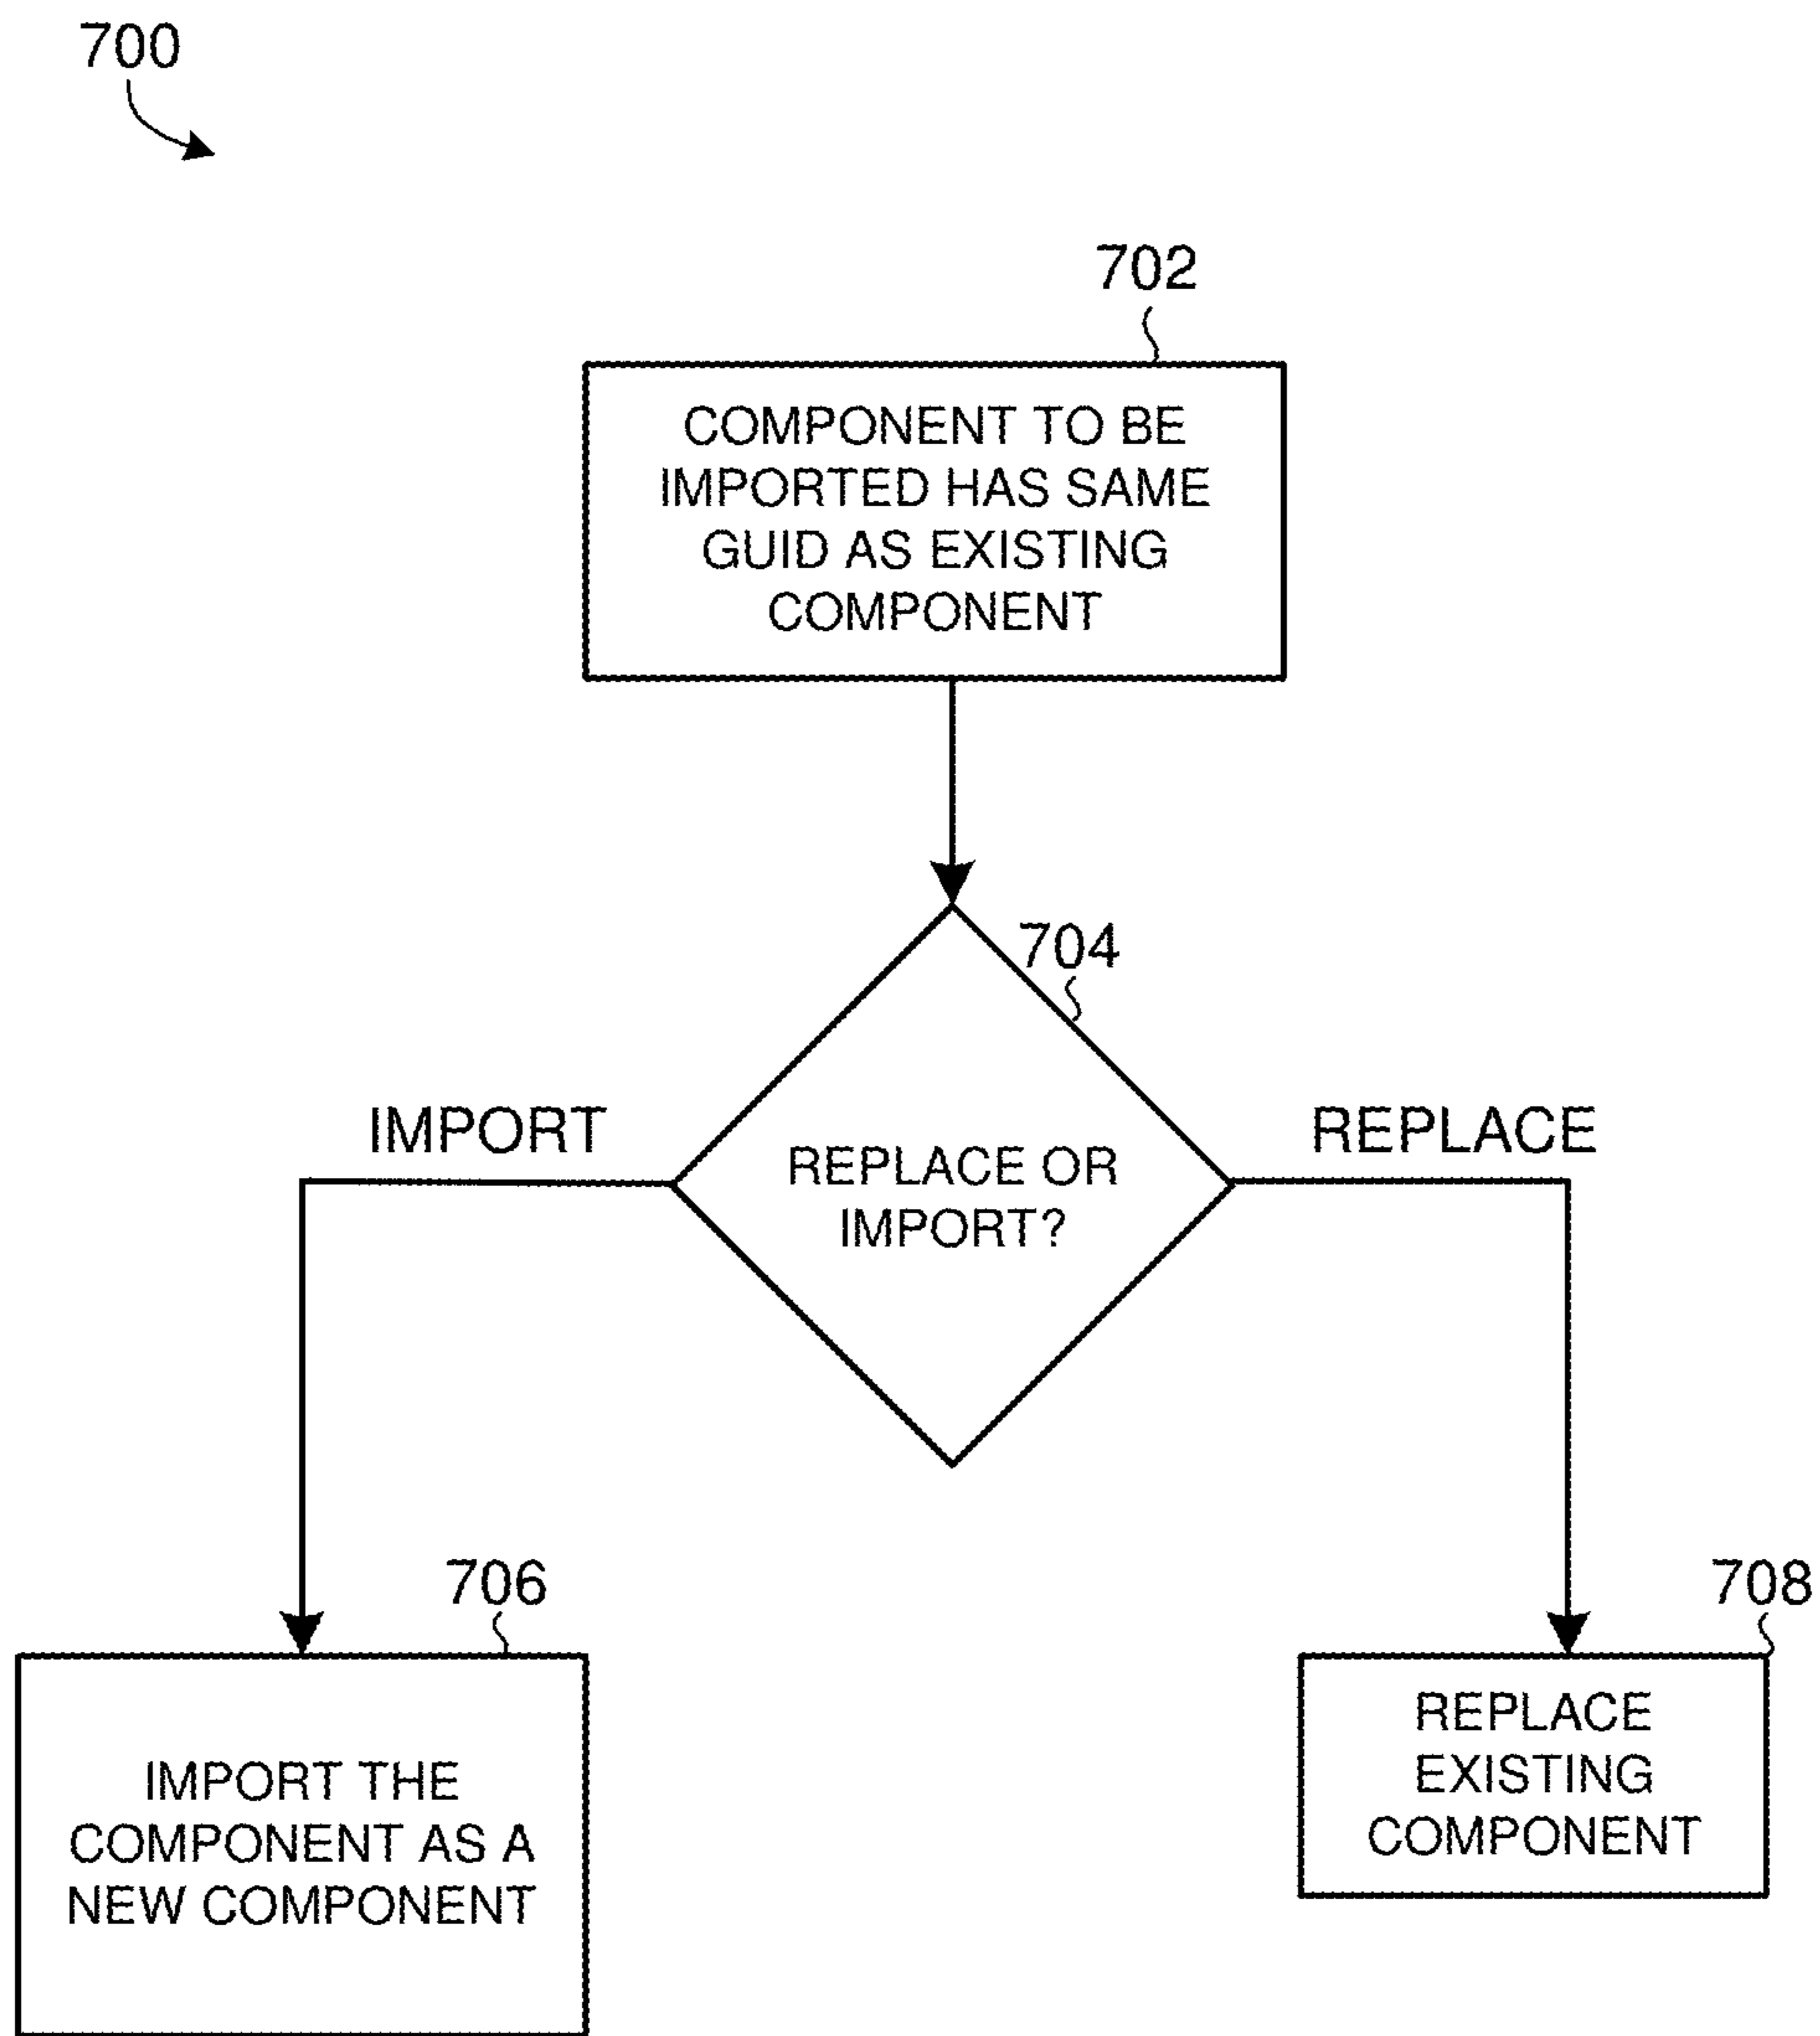 700
702
COMPONENT TO BE
IMPORTED HAS SAME
GUID AS EXISTING
COMPONENT
704
IMPORT
REPLACE OR
IMPORT?
REPLACE
706
IMPORT THE
COMPONENT AS A
NEW COMPONENT
708
REPLACE
EXISTING
COMPONENT